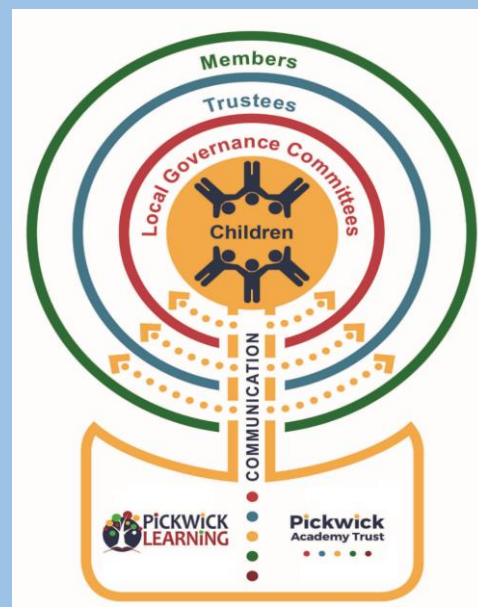 Members
Trustees
Local Governance Committees
Children
COMMUNICATION
PiCKWiCK
LEARNiNG
Pickwick
Academy Trust